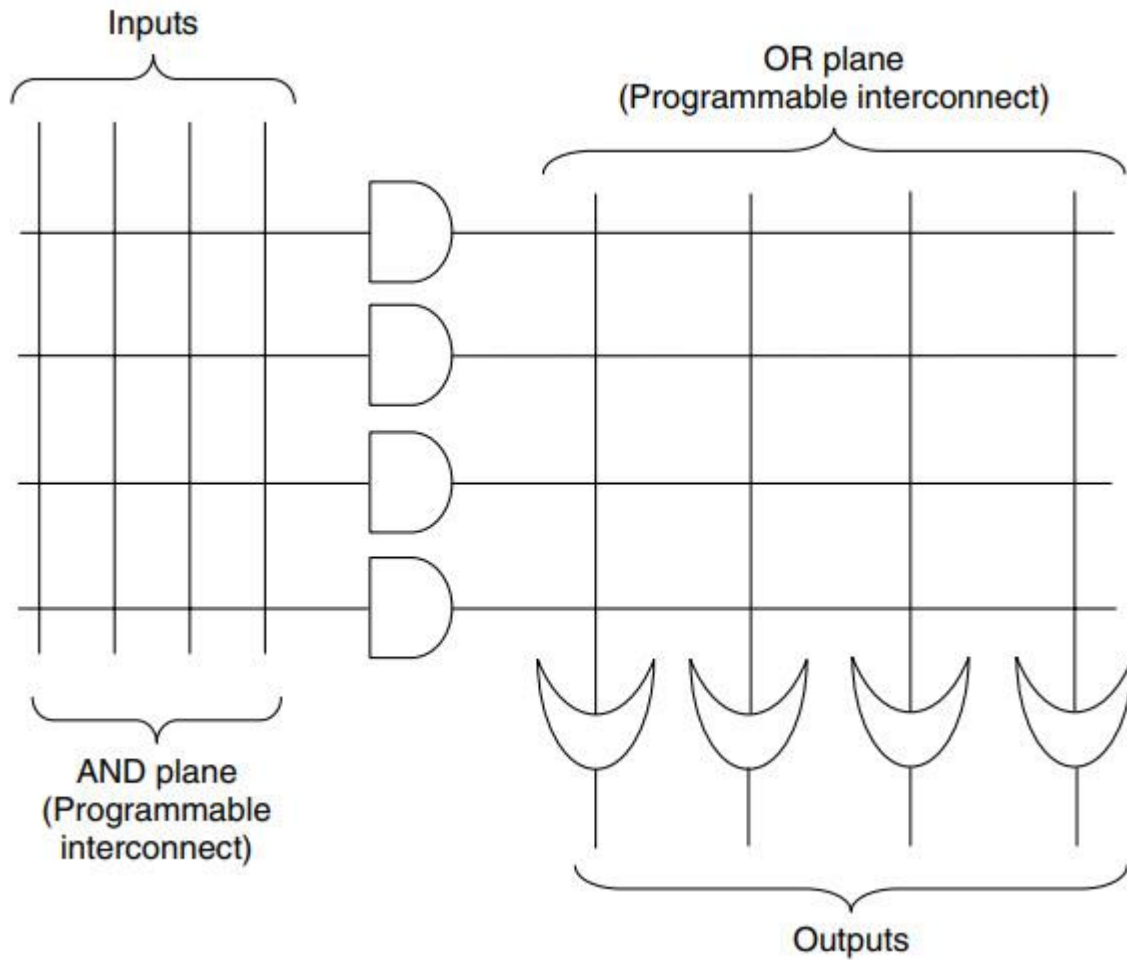 Inputs
OR plane
(Programmable interconnect)
AND plane
(Programmable
interconnect)
Outputs